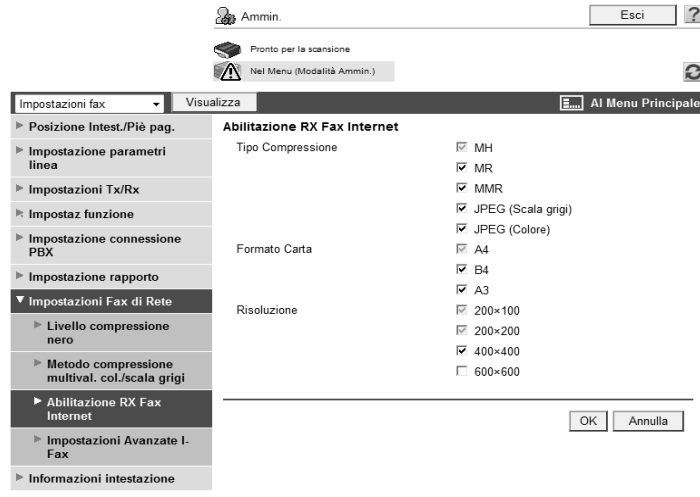 Ammin.
Esci
?
Pronto per la scansione
Nel Menu (Modalità Ammin.)
Impostazioni fax
Visualizza
Al Menu Principale
Posizione Intest./Piè pag.
Impostazione parametri
linea
Impostazioni Tx/Rx
Impostaz funzione
Impostazione connessione
PBX
Impostazione rapporto
Impostazioni Fax di Rete
Livello compressione
nero
Metodo compressione
multival. col./scala grigi
Abilitazione RX Fax
Internet
Impostazioni Avanzate I-
Fax
Informazioni intestazione
Abilitazione RX Fax Internet
Tipo Compressione
MH
MR
MMR
JPEG (Scala grigi)
JPEG (Colore)
Formato Carta
A4
B4
A3
Risoluzione
200×100
200×200
400×400
600×600
OK
Annulla